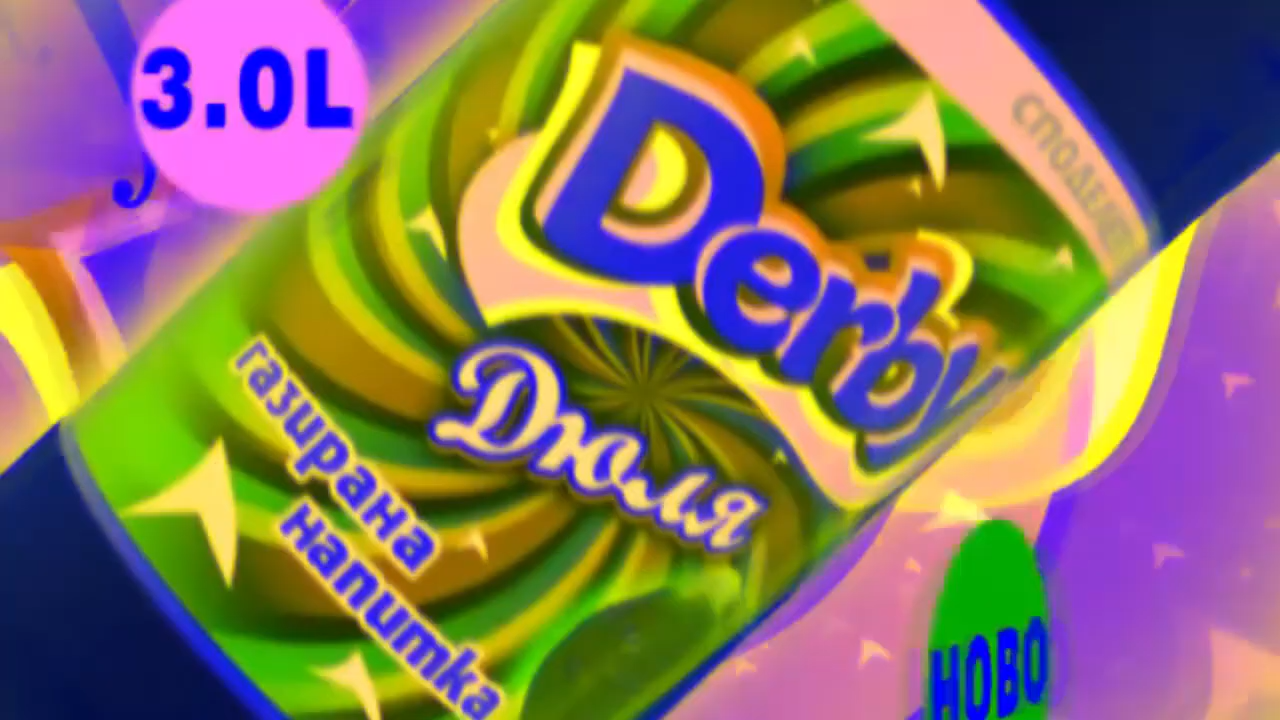 3.0L
Derby
Дюля
газирана
напитка
НОВО